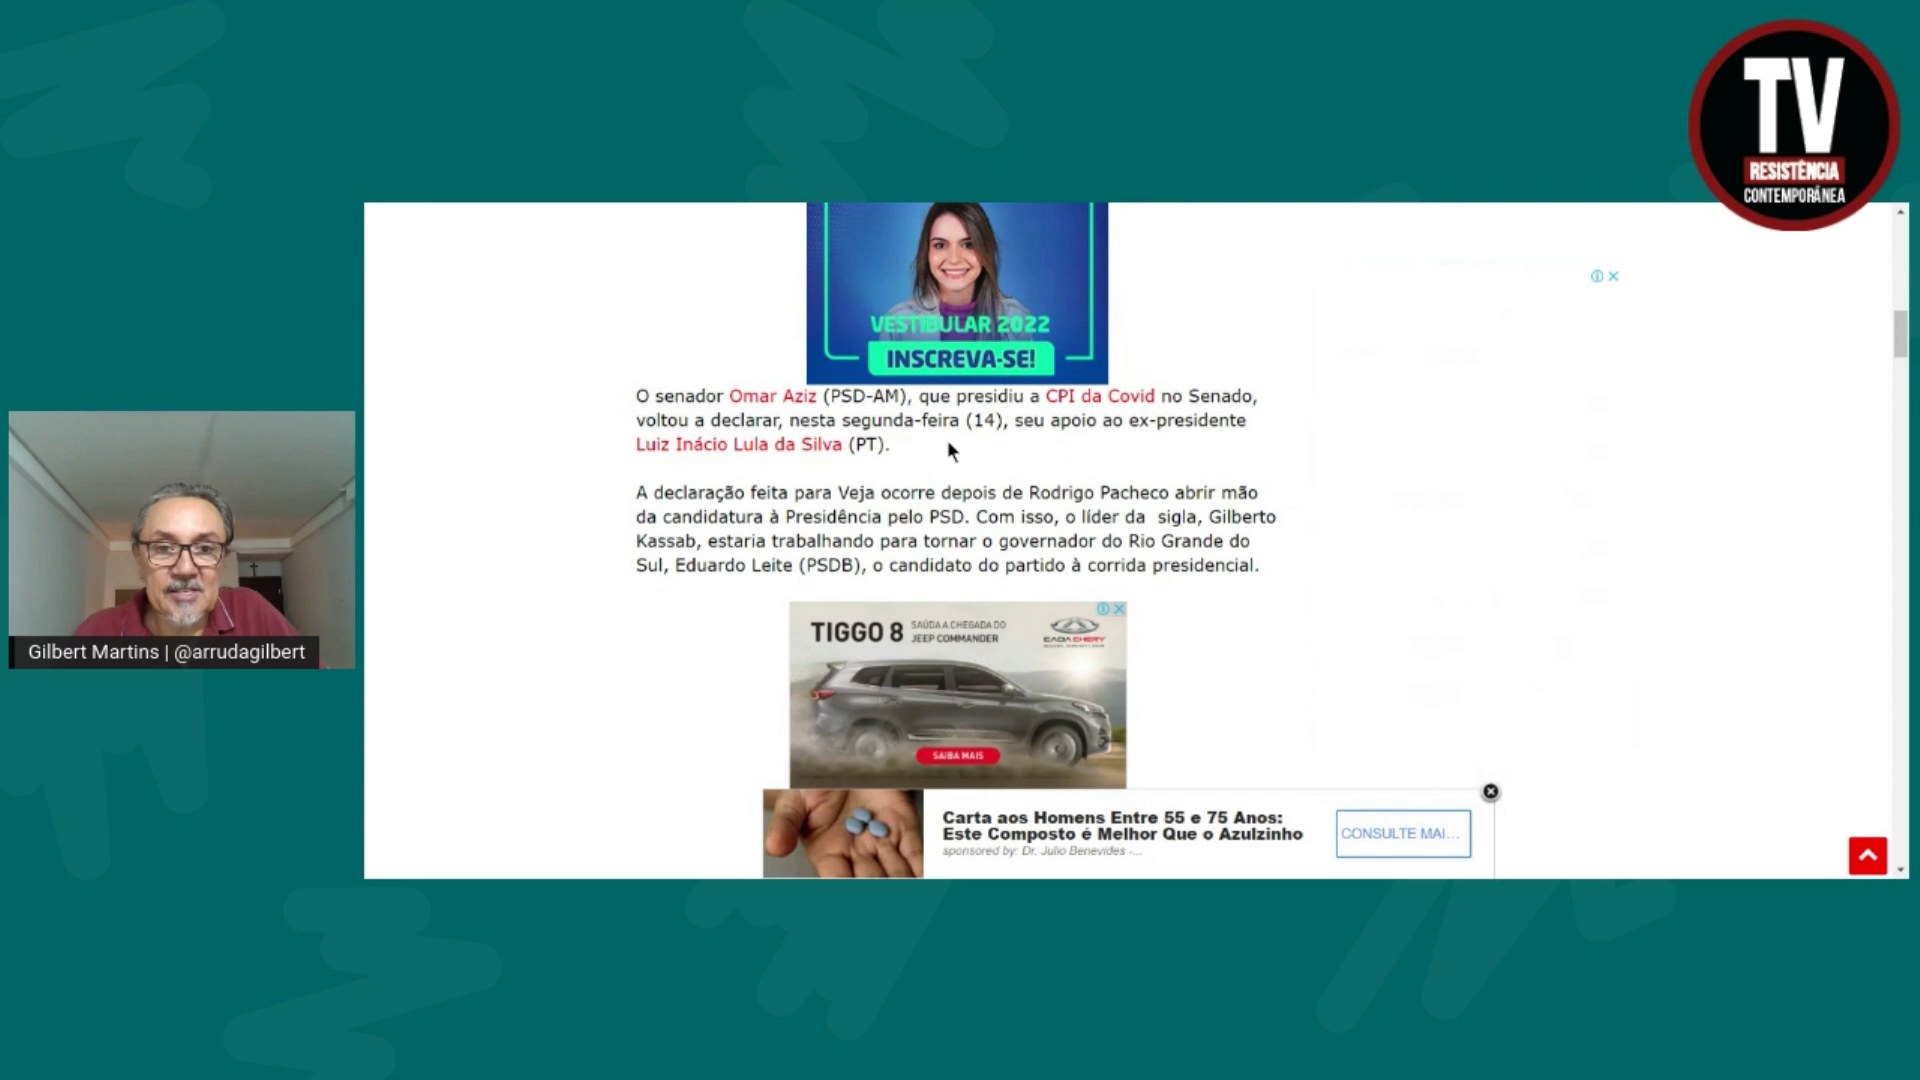 TV
RESISTÊNCIA
CONTEMPORÂNEA
VESTIBULAR 2022
INSCREVA-SE!
O senador Omar Aziz (PSD-AM), que presidiu a CPI da Covid no Senado,
voltou a declarar, nesta segunda-feira (14), seu apoio ao ex-presidente
Luiz Inácio Lula da Silva (PT).
A declaração feita para Veja ocorre depois de Rodrigo Pacheco abrir mão
da candidatura à Presidência pelo PSD. Com isso, o líder da sigla, Gilberto
Kassab, estaria trabalhando para tornar o governador do Rio Grande do
Sul, Eduardo Leite (PSDB), o candidato do partido à corrida presidencial.
Gilbert Martins | @arrudagilbert
TIGGO 8 SAÚDA A CHEGADA DO
JEEP COMMANDER
CAOA CHERY
SAIBA MAIS
Carta aos Homens Entre 55 e 75 Anos:
Este Composto é Melhor Que o Azulzinho
sponsored by: Dr. Julio Benevides -...
CONSULTE MAI...